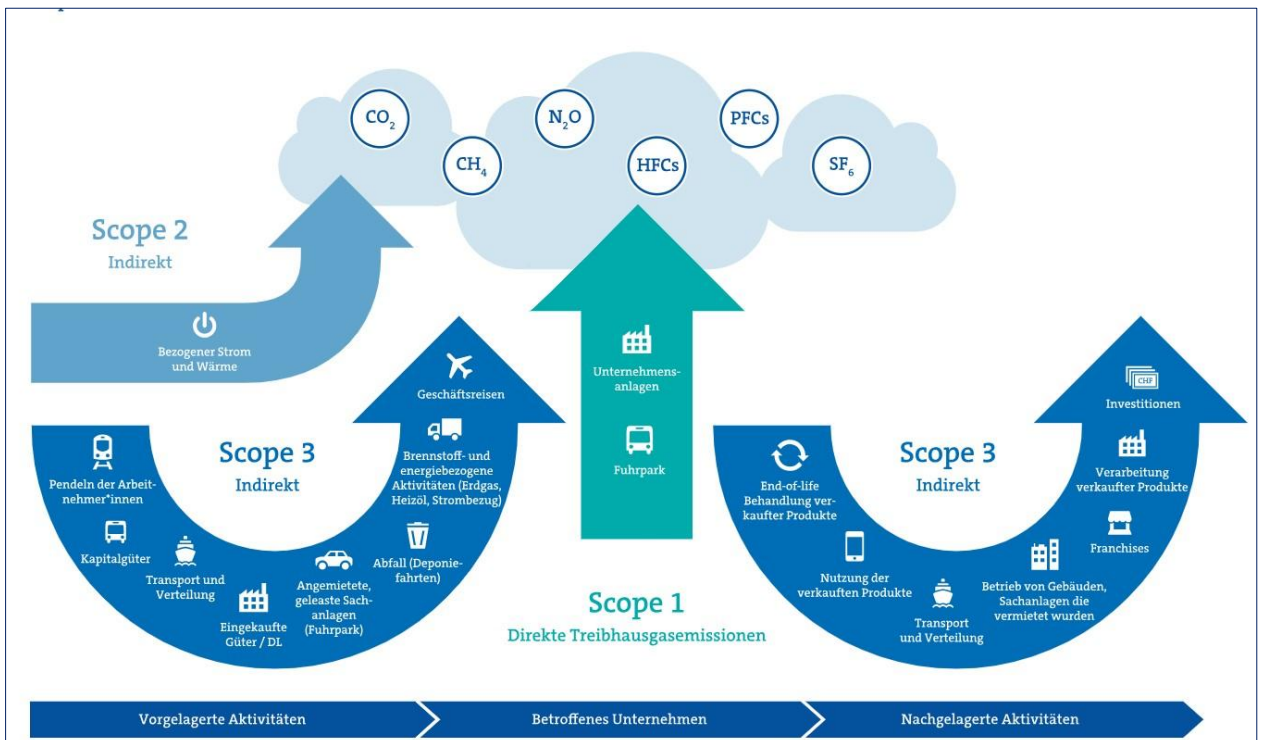 CO₂
N₂O
PFCs
CH₄
HFCs
SF₆
Scope 2
Indirekt
Bezogener Strom
und Wärme
Geschäftsreisen
Brennstoff- und
energiebezogene
Aktivitäten (Erdgas,
Heizöl, Strombezug)
Scope 3
Indirekt
Pendeln der Arbeit-
nehmer*innen
Kapitalgüter
Transport und
Verteilung
Eingekaufte
Güter / DL
Angemietete,
geleaste Sach-
anlagen
(Fuhrpark)
Abfall (Deponie-
fahrten)
Unternehmens-
anlagen
Fuhrpark
Scope 1
Direkte Treibhausgasemissionen
Scope 3
Indirekt
End-of-life
Behandlung ver-
kaufter Produkte
Nutzung der
verkauften Produkte
Transport
und Verteilung
Betrieb von Gebäuden,
Sachanlagen die
vermietet wurden
Franchises
Verarbeitung
verkaufter Produkte
CHF
Investitionen
Vorgelagerte Aktivitäten
Betroffenes Unternehmen
Nachgelagerte Aktivitäten